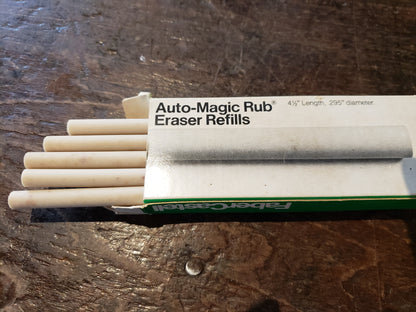 Auto-Magic Rub® 4½" Length, .295" diameter
Eraser Refills
FaberCastell